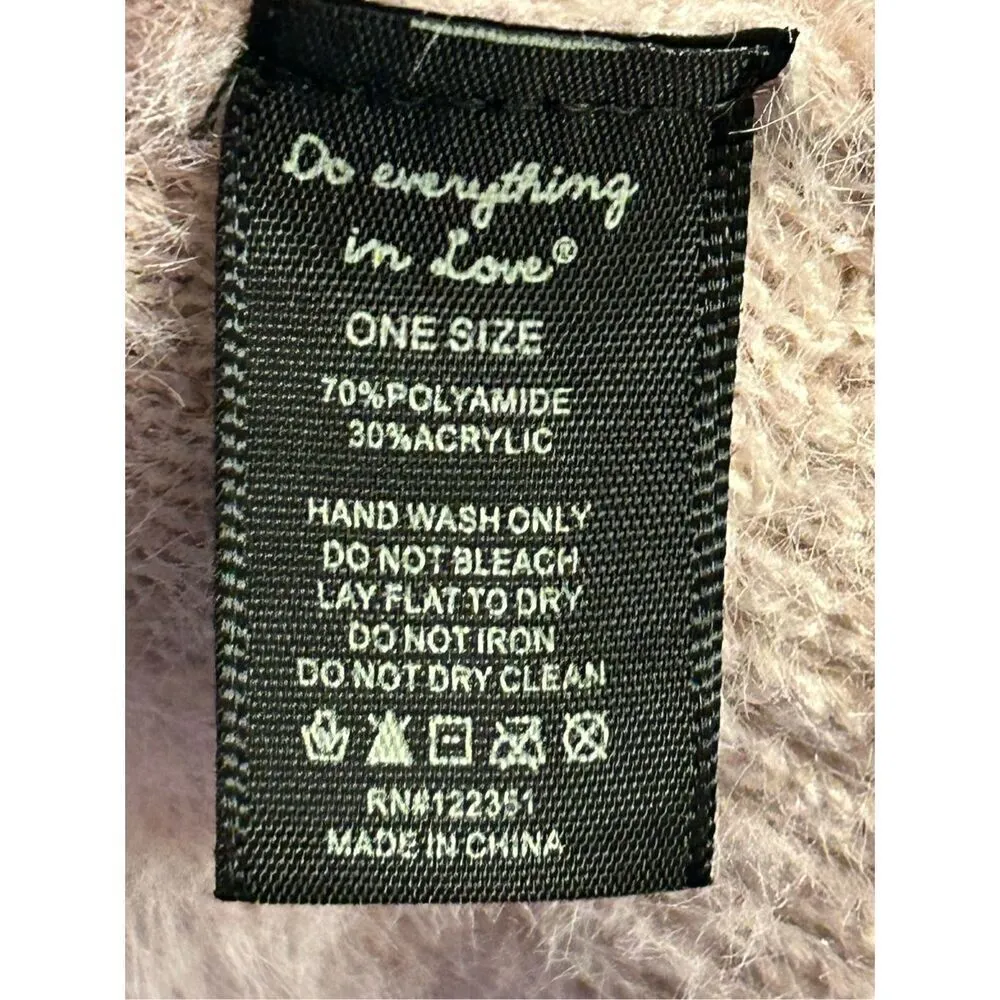 Do everything
in Love®
ONE SIZE
70%POLYAMIDE
30%ACRYLIC
HAND WASH ONLY
DO NOT BLEACH
LAY FLAT TO DRY
DO NOT IRON
DO NOT DRY CLEAN
RN#122351
MADE IN CHINA